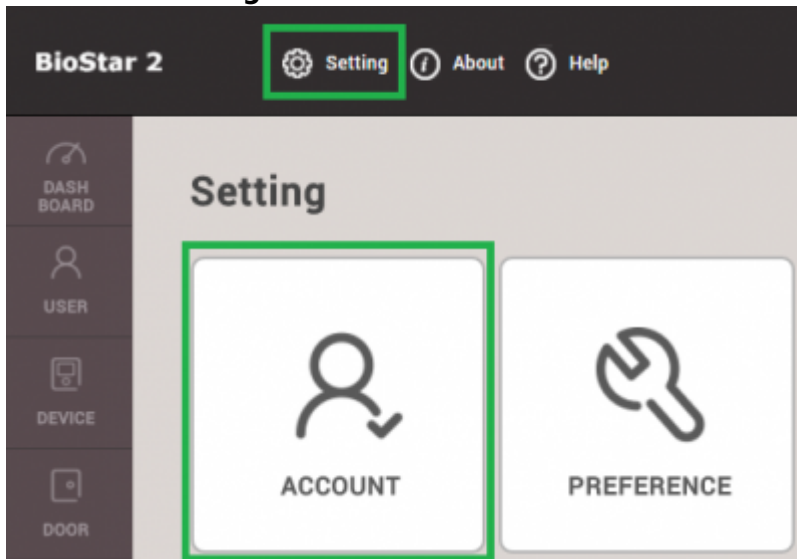 BioStar 2
Setting
About
Help
DASH
BOARD
USER
DEVICE
DOOR
Setting
ACCOUNT
PREFERENCE